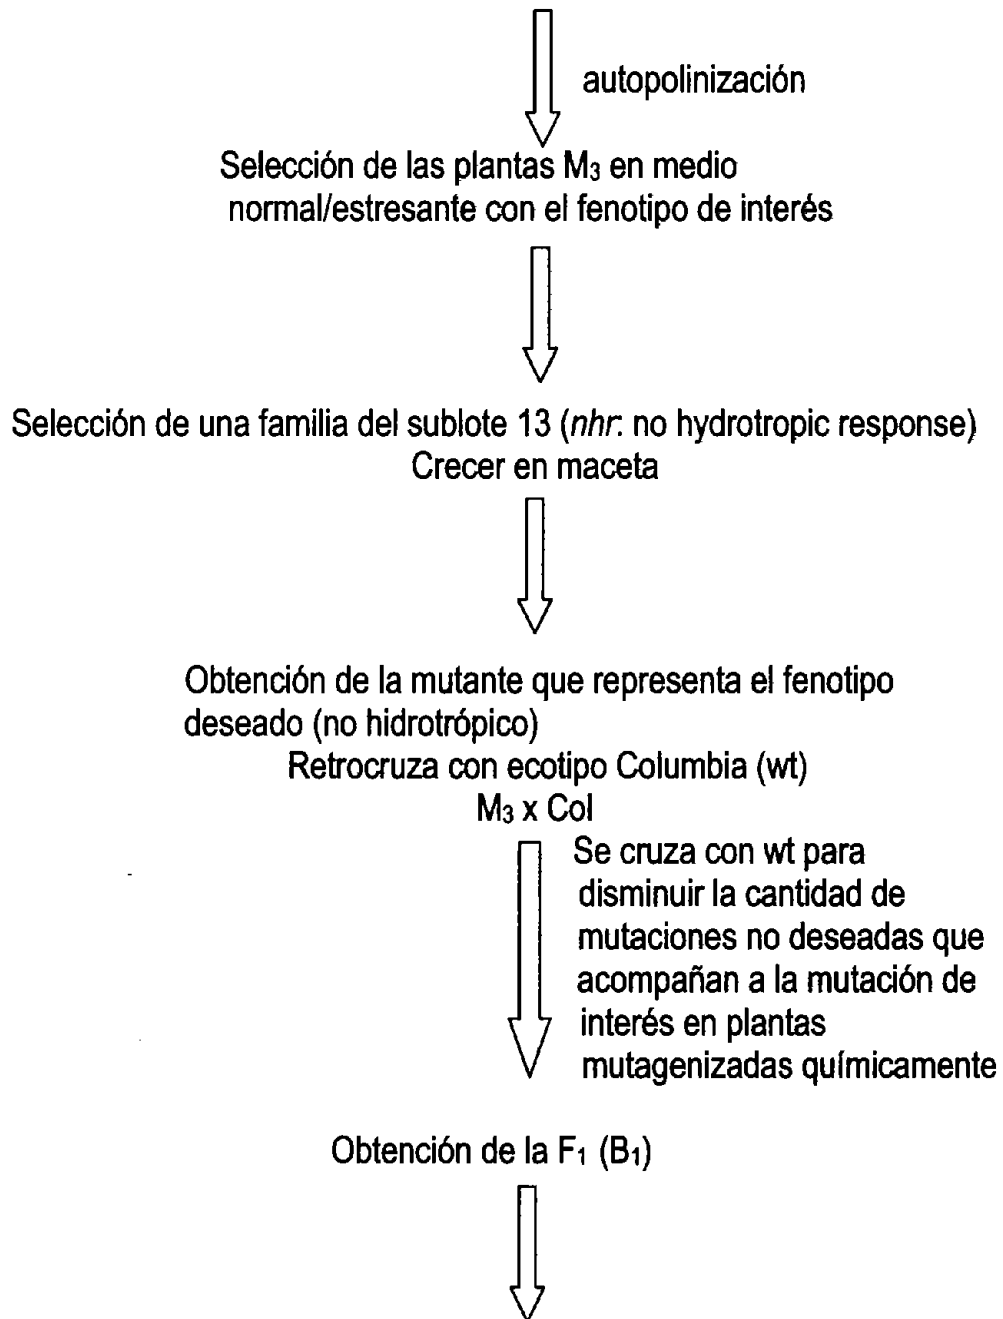 autopolinización
Selección de las plantas M₃ en medio
normal/estresante con el fenotipo de interés
Selección de una familia del sublote 13 (nhr: no hydrotropic response)
Crecer en maceta
Obtención de la mutante que representa el fenotipo
deseado (no hidrotrópico)
Retrocruza con ecotipo Columbia (wt)
M₃ x Col
Se cruza con wt para
disminuir la cantidad de
mutaciones no deseadas que
acompañan a la mutación de
interés en plantas
mutagenizadas químicamente
Obtención de la F₁ (B₁)